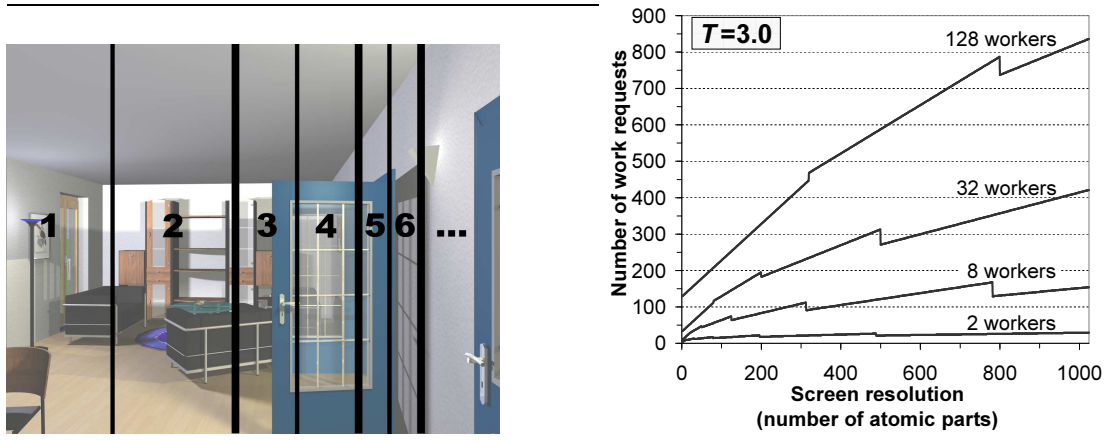 1 2 3 4 5 6 ...
T=3.0
Number of work requests
900
800
700
600
500
400
300
200
100
0
128 workers
32 workers
8 workers
2 workers
0 200 400 600 800 1000
Screen resolution
(number of atomic parts)